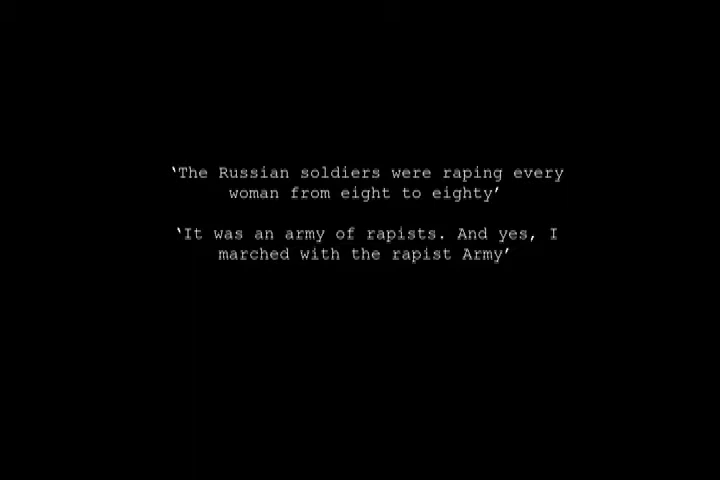 ‘The Russian soldiers were raping every
woman from eight to eighty’
‘It was an army of rapists. And yes, I
marched with the rapist Army’